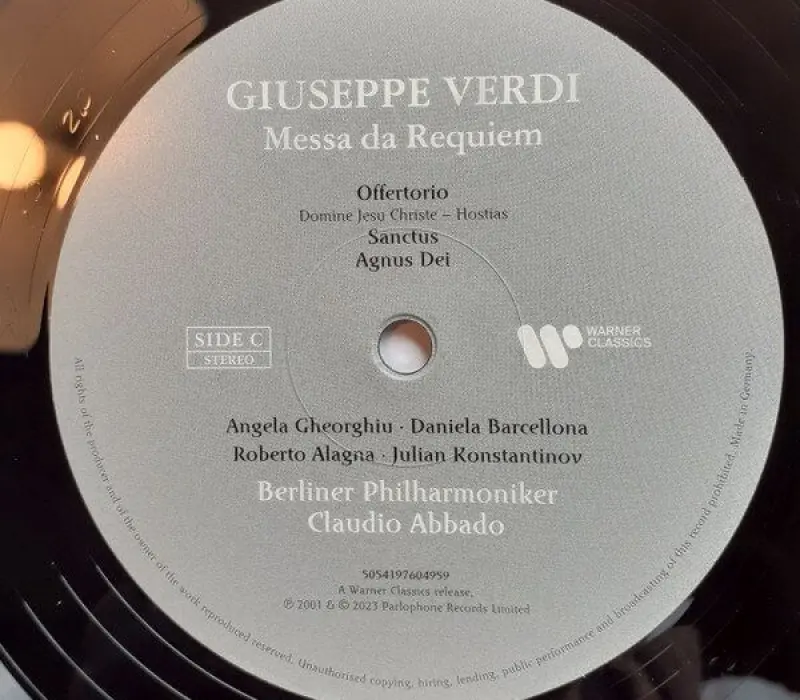 GIUSEPPE VERDI
Messa da Requiem
Offertorio
Domine Jesu Christe – Hostias
Sanctus
Agnus Dei
SIDE C
STEREO
WARNER
CLASSICS
Angela Gheorghiu · Daniela Barcellona
Roberto Alagna · Julian Konstantinov
Berliner Philharmoniker
Claudio Abbado
5054197604959
A Warner Classics release,
℗ 2001 & © 2023 Parlophone Records Limited
All rights of the producer and of the owner of the work reproduced reserved. Unauthorised copying, hiring, lending, public performance and broadcasting of this record prohibited. Made in Germany.